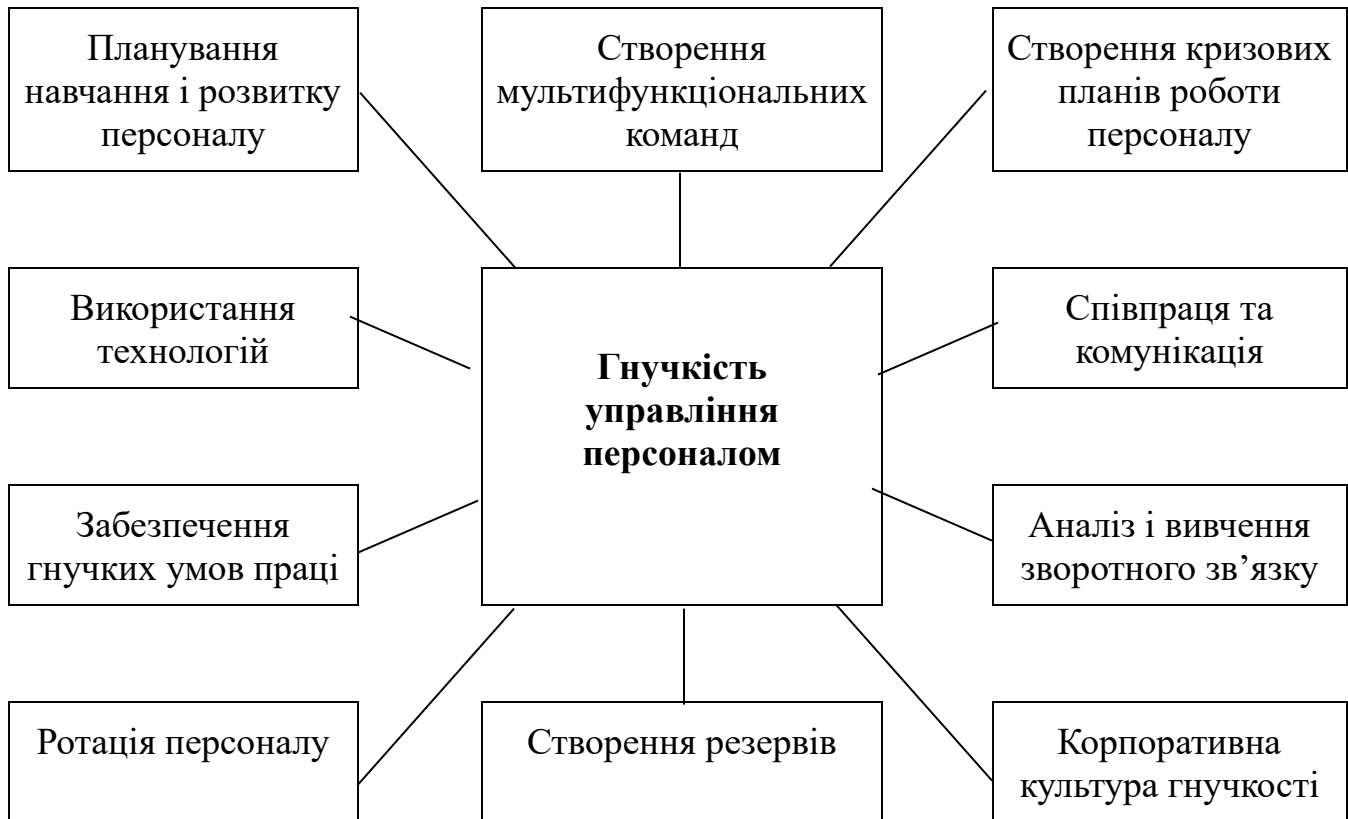 Планування
навчання і розвитку
персоналу
Створення
мультифункціональних
команд
Створення кризових
планів роботи
персоналу
Використання
технологій
Гнучкість
управління
персоналом
Співпраця та
комунікація
Забезпечення
гнучких умов праці
Аналіз і вивчення
зворотного зв’язку
Ротація персоналу
Створення резервів
Корпоративна
культура гнучкості